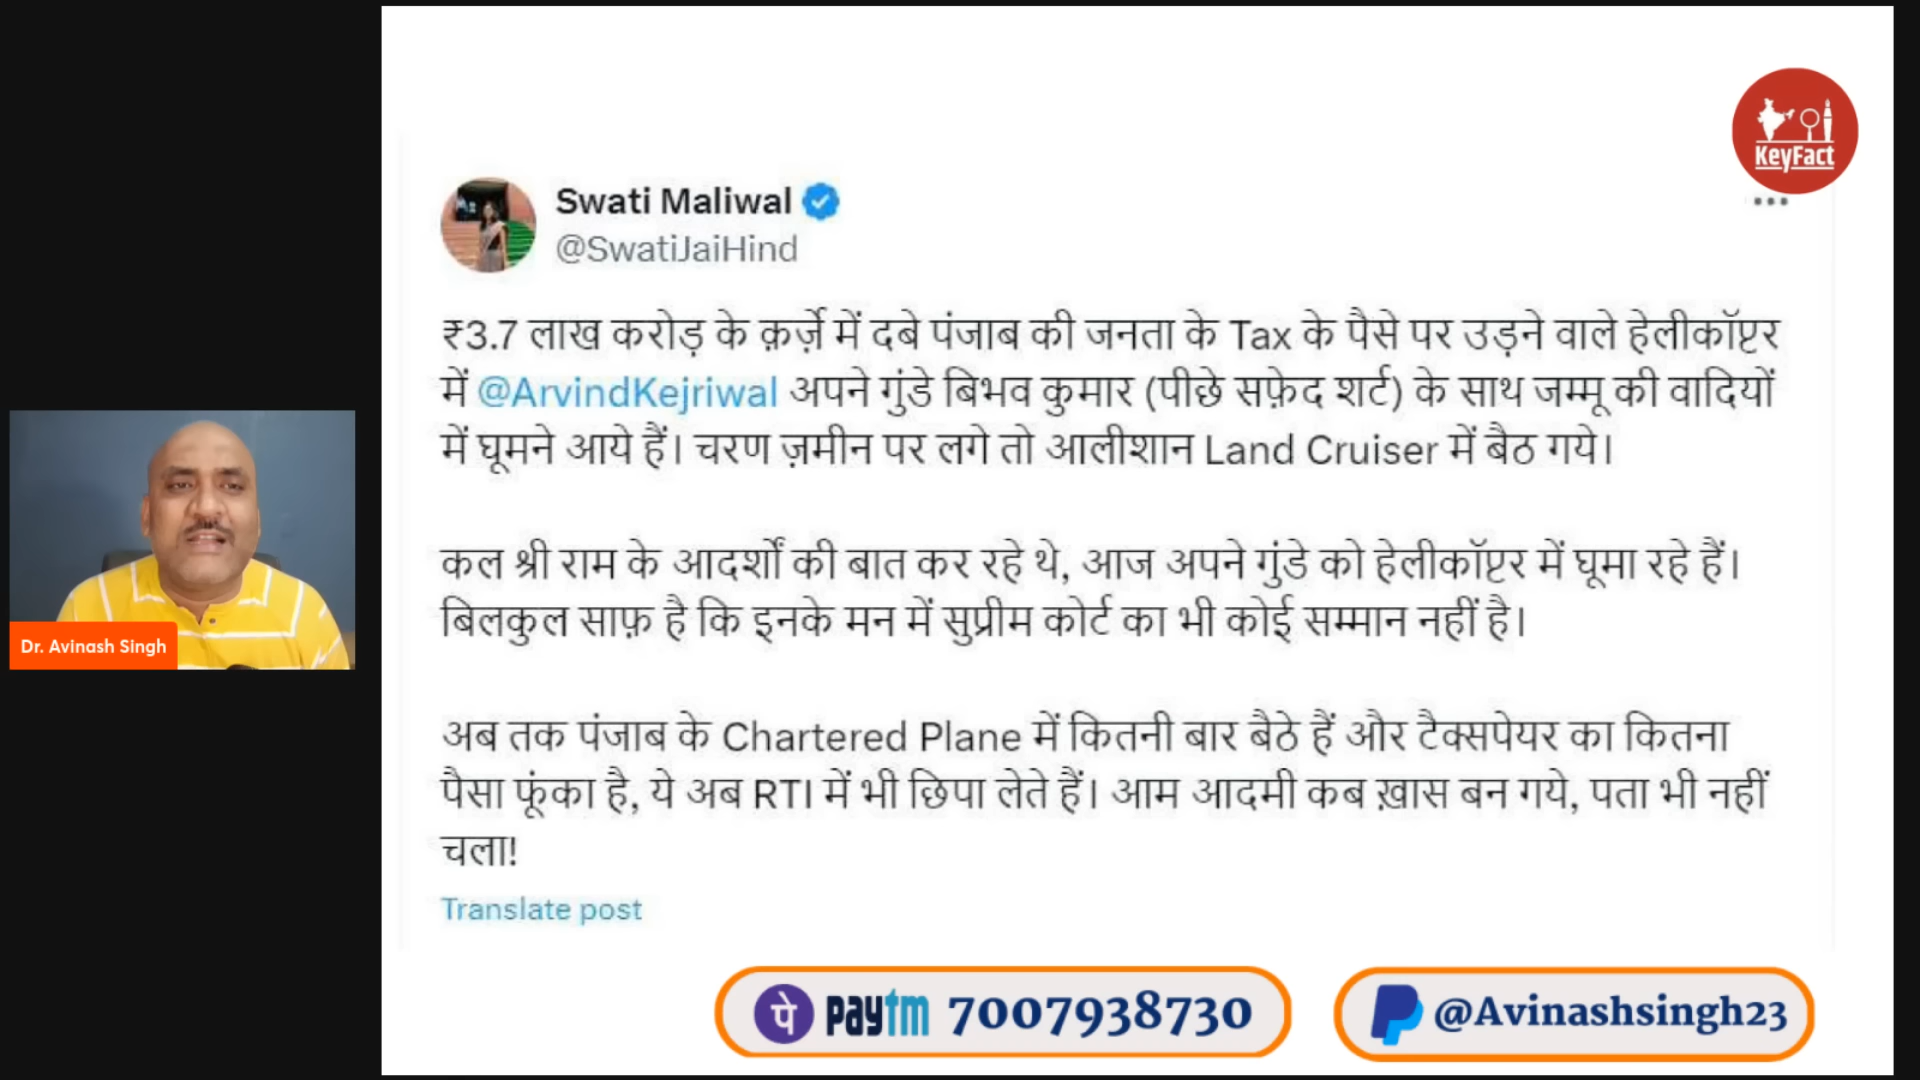 KeyFact
Swati Maliwal
@SwatiJaiHind
₹3.7 लाख करोड़ के क़र्ज़े में दबे पंजाब की जनता के Tax के पैसे पर उड़ने वाले हेलीकॉप्टर
में @ArvindKejriwal अपने गुंडे बिभव कुमार (पीछे सफ़ेद शर्ट) के साथ जम्मू की वादियों
में घूमने आये हैं। चरण ज़मीन पर लगे तो आलीशान Land Cruiser में बैठ गये।
कल श्री राम के आदर्शों की बात कर रहे थे, आज अपने गुंडे को हेलीकॉप्टर में घूमा रहे हैं।
बिलकुल साफ़ है कि इनके मन में सुप्रीम कोर्ट का भी कोई सम्मान नहीं है।
अब तक पंजाब के Chartered Plane में कितनी बार बैठे हैं और टैक्सपेयर का कितना
पैसा फूंका है, ये अब RTI में भी छिपा लेते हैं। आम आदमी कब ख़ास बन गये, पता भी नहीं
चला!
Translate post
Dr. Avinash Singh
पे paytm 7007938730
@Avinashsingh23